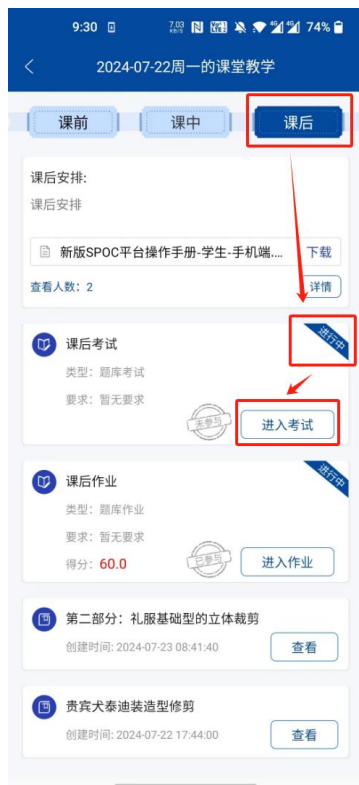 9:30
7.03 KB/S
74%
2024-07-22周一的课堂教学
课前
课中
课后
课后安排:
课后安排
新版SPOC平台操作手册-学生-手机端...
下载
查看人数：2
详情
课后考试
进行中
类型：题库考试
要求：暂无要求
未参与
进入考试
课后作业
进行中
类型：题库作业
要求：暂无要求
得分：60.0
已参与
进入作业
第二部分：礼服基础型的立体裁剪
创建时间: 2024-07-23 08:41:40
查看
贵宾犬泰迪装造型修剪
创建时间: 2024-07-22 17:44:00
查看